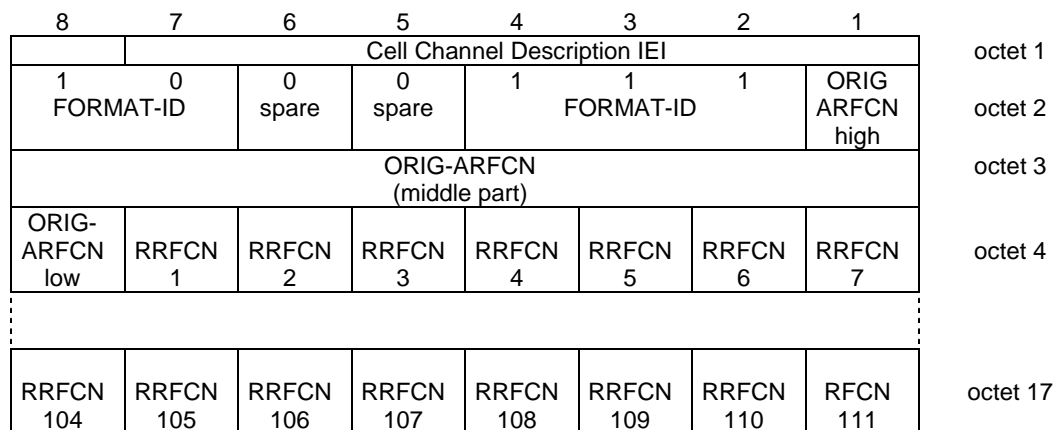 8 7 6 5 4 3 2 1
Cell Channel Description IEI octet 1
1 0 0 0 1 1 1 ORIG
FORMAT-ID spare spare FORMAT-ID ARFCN octet 2
high
ORIG-ARFCN octet 3
(middle part)
ORIG-
ARFCN RRFCN RRFCN RRFCN RRFCN RRFCN RRFCN RRFCN octet 4
low 1 2 3 4 5 6 7
RRFCN RRFCN RRFCN RRFCN RRFCN RRFCN RRFCN RFCN octet 17
104 105 106 107 108 109 110 111